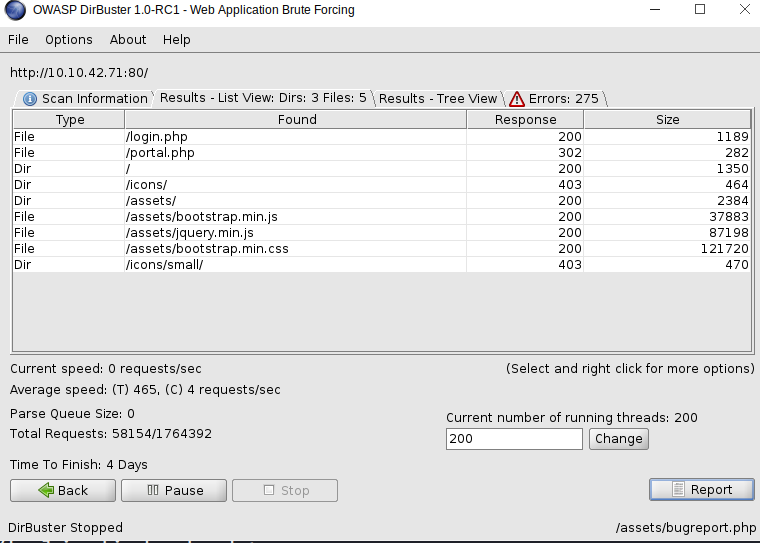 OWASP DirBuster 1.0-RC1 - Web Application Brute Forcing
File Options About Help
http://10.10.42.71:80/
Scan Information Results - List View: Dirs: 3 Files: 5 Results - Tree View Errors: 275
Type Found Response Size
File /login.php 200 1189
File /portal.php 302 282
Dir / 200 1350
Dir /icons/ 403 464
Dir /assets/ 200 2384
File /assets/bootstrap.min.js 200 37883
File /assets/jquery.min.js 200 87198
File /assets/bootstrap.min.css 200 121720
Dir /icons/small/ 403 470
Current speed: 0 requests/sec (Select and right click for more options)
Average speed: (T) 465, (C) 4 requests/sec
Parse Queue Size: 0 Current number of running threads: 200
Total Requests: 58154/1764392 200 Change
Time To Finish: 4 Days
Back Pause Stop Report
DirBuster Stopped /assets/bugreport.php